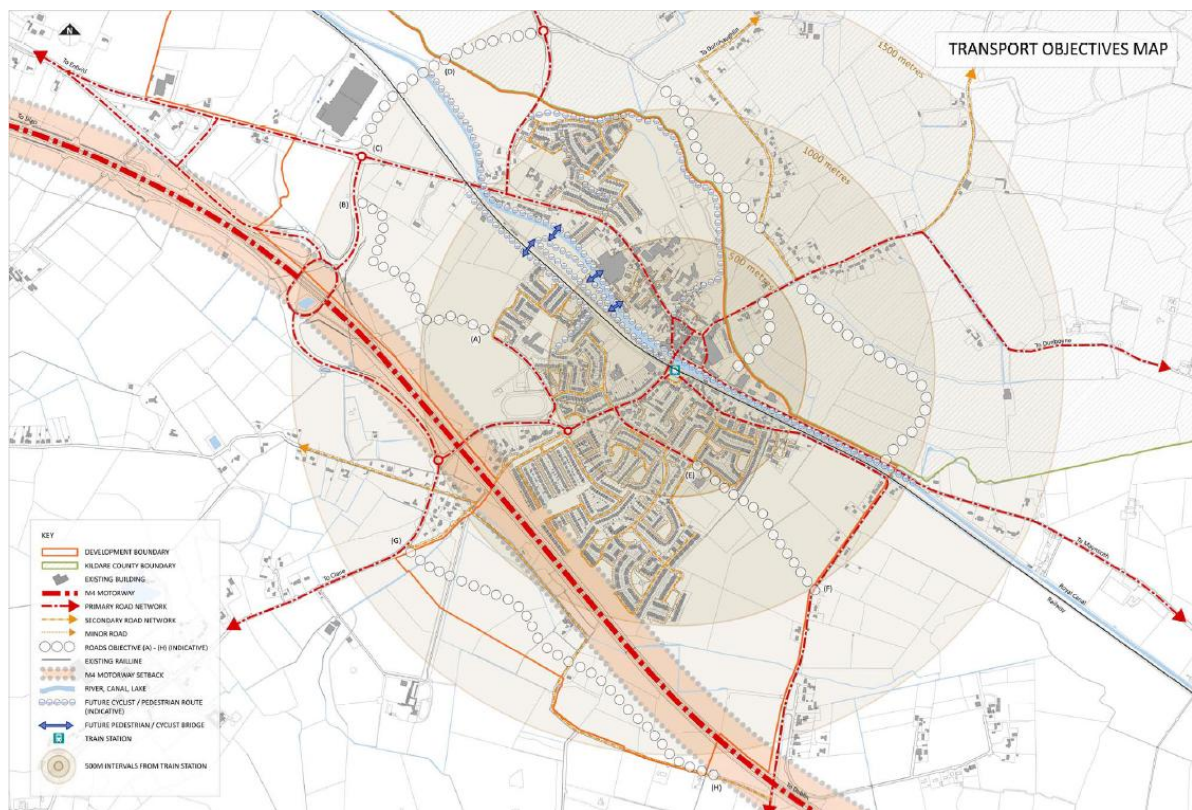 TRANSPORT OBJECTIVES MAP
To Enfield
To Dunshaughlin
1500 metres
(D)
1000 metres
(C)
(B)
500 metres
(A)
To Dunboyne
(E)
(G)
To Clane
(F)
To Maynooth
Royal Canal
Railway
(H)
To Dublin
KEY
DEVELOPMENT BOUNDARY
KILDARE COUNTY BOUNDARY
EXISTING BUILDING
M4 MOTORWAY
PRIMARY ROAD NETWORK
SECONDARY ROAD NETWORK
MINOR ROAD
ROADS OBJECTIVE (A) - (H) (INDICATIVE)
EXISTING RAILLINE
M4 MOTORWAY SETBACK
RIVER, CANAL, LAKE
FUTURE CYCLIST / PEDESTRIAN ROUTE
(INDICATIVE)
FUTURE PEDESTRIAN / CYCLIST BRIDGE
TRAIN STATION
500M INTERVALS FROM TRAIN STATION